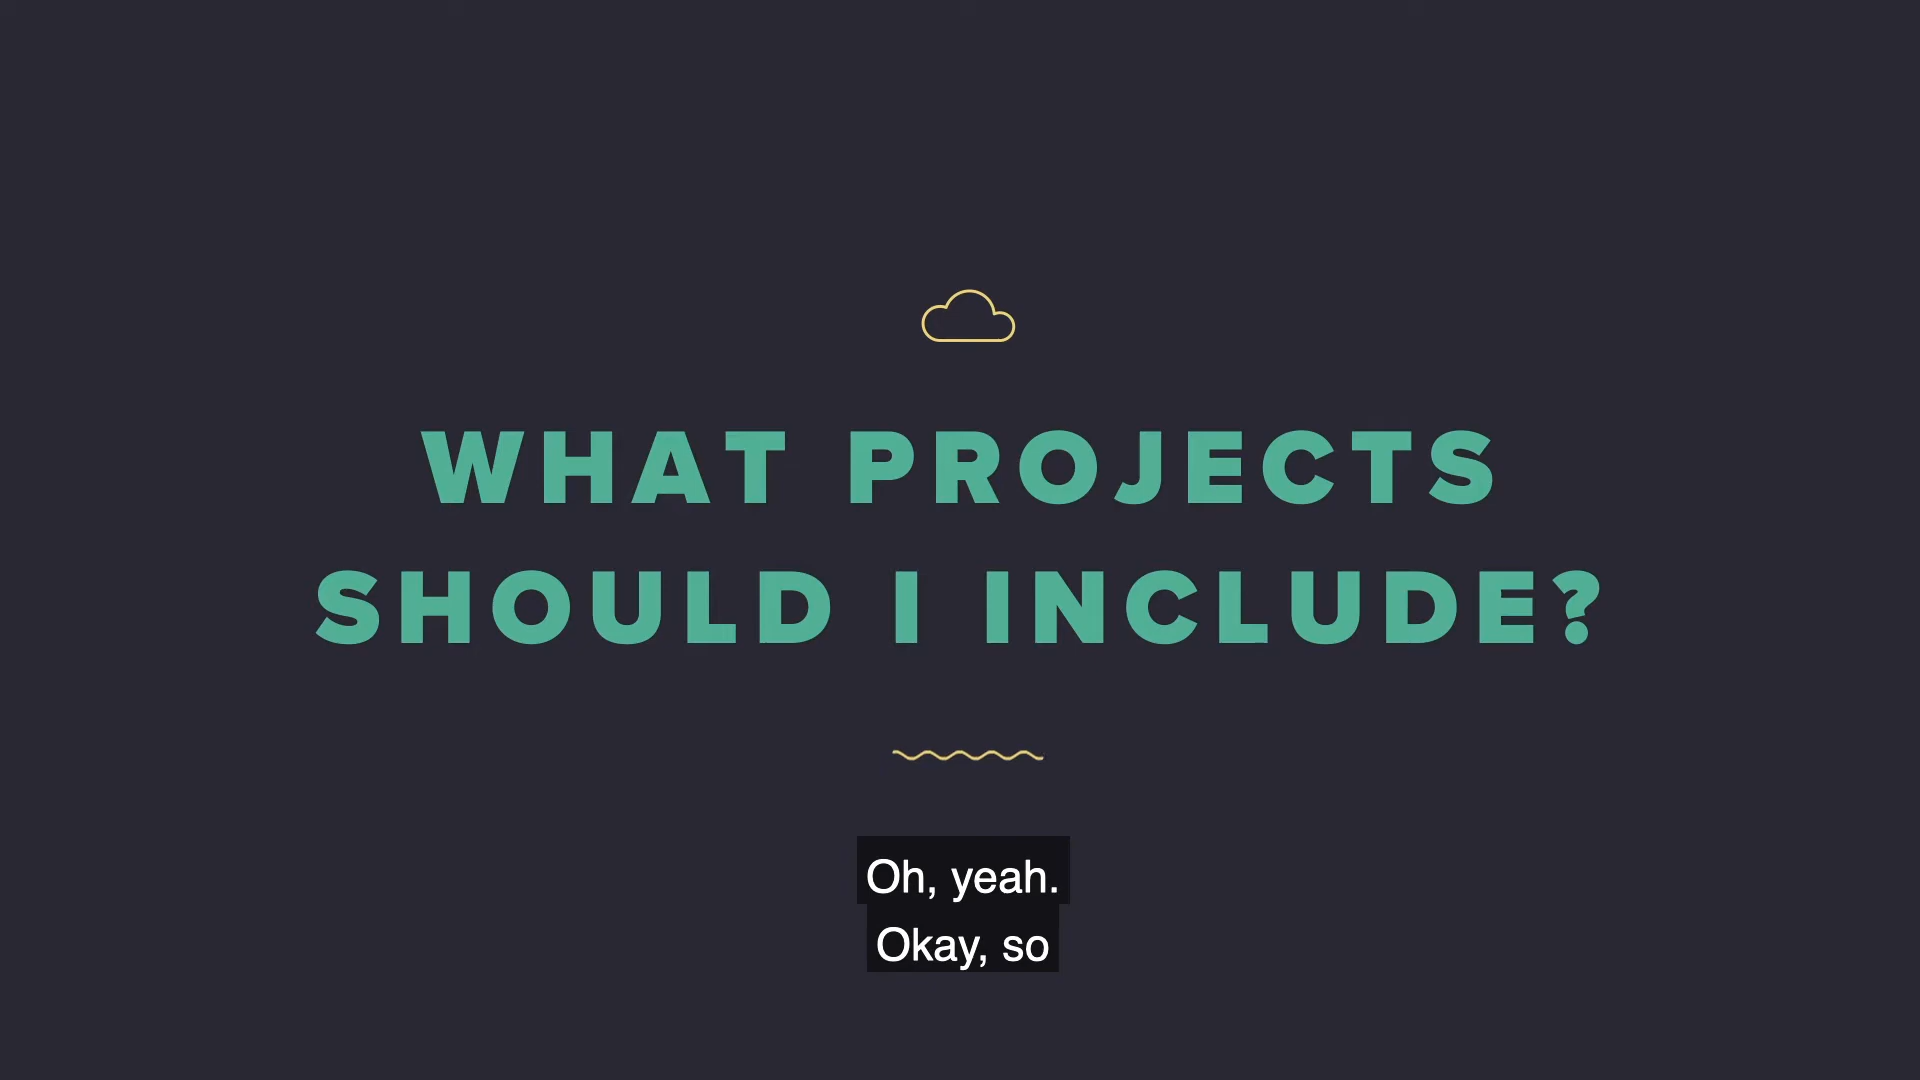 WHAT PROJECTS
SHOULD I INCLUDE?
Oh, yeah.
Okay, so